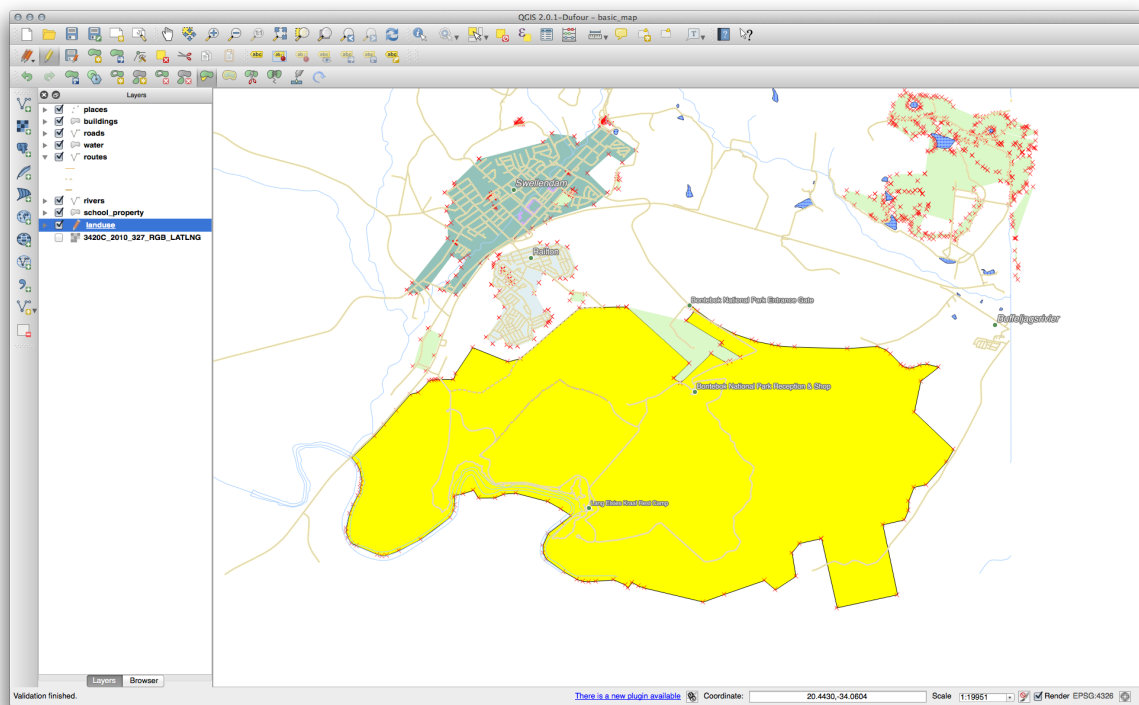 QGIS 2.0.1-Dufour - basic_map
Layers
places
buildings
roads
water
routes
rivers
school_property
landuse
3420C_2010_327_RGB_LATLNG
Swellendam
Railton
Bontebok National Park Entrance Gate
Buffeljagsrivier
Bontebok National Park Reception & Shop
Lang Elsies Kraal Rest Camp
Layers Browser
Validation finished. There is a new plugin available Coordinate: 20.4430,-34.0604 Scale 1:19951 Render EPSG:4326